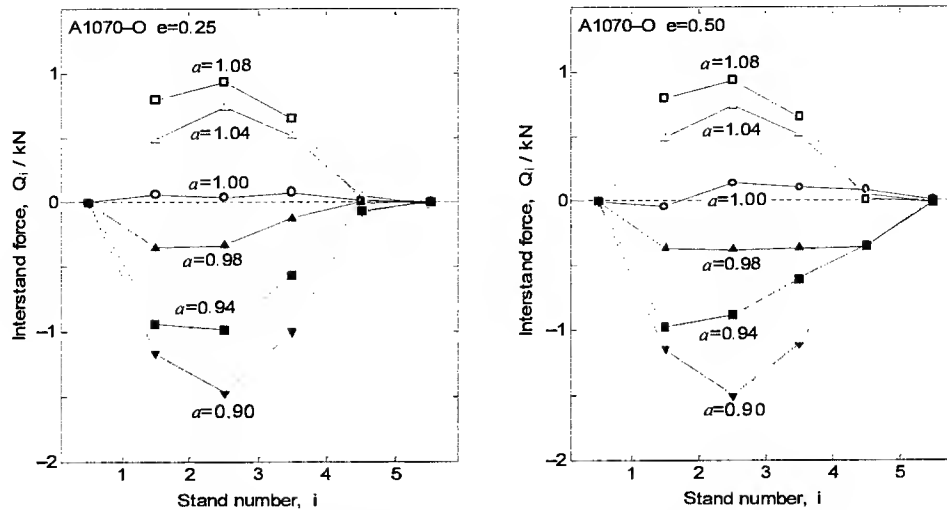 A1070–O e=0.25
a=1.08
a=1.04
a=1.00
a=0.98
a=0.94
a=0.90
1
0
–1
–2
Interstand force, Qi / kN
1 2 3 4 5
Stand number, i
A1070–O e=0.50
a=1.08
a=1.04
a=1.00
a=0.98
a=0.94
a=0.90
1
0
–1
–2
Interstand force, Qi / kN
1 2 3 4 5
Stand number, i